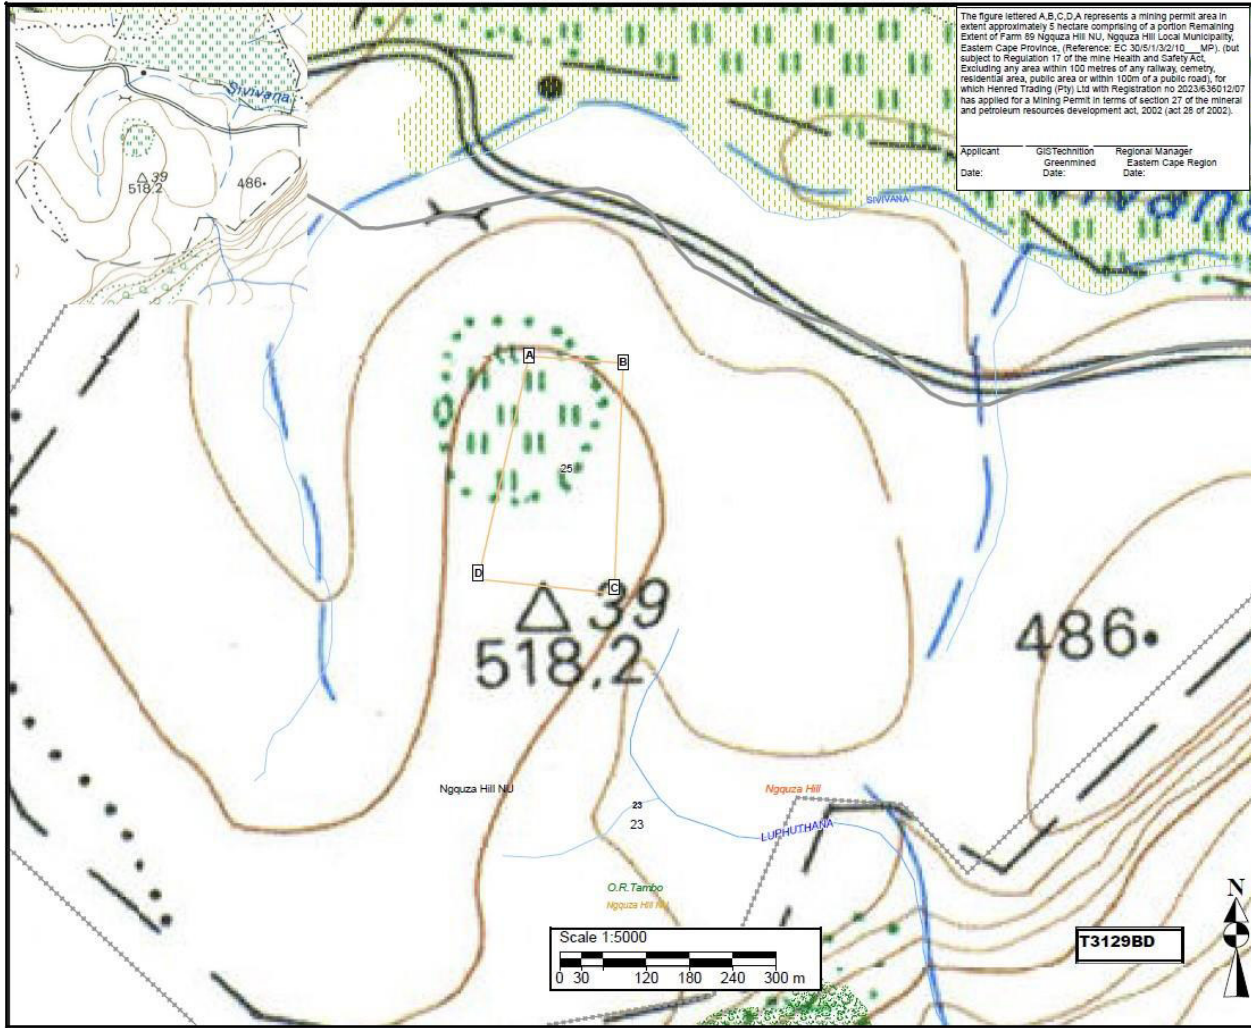 The figure lettered A,B,C,D,A represents a mining permit area in
extent approximately 5 hectare comprising of a portion Remaining
Extent of Farm 89 Ngquza Hill NU, Ngquza Hill Local Municipality,
Eastern Cape Province, (Reference: EC 30/5/1/3/2/10___MP). (but
subject to Regulation 17 of the mine Health and Safety Act,
Excluding any area within 100 metres of any railway, cemetry,
residential area, public area or within 100m of a public road), for
which Henred Trading (Pty) Ltd with Registration no 2023/636012/07
has applied for a Mining Permit in terms of section 27 of the mineral
and petroleum resources development act, 2002 (act 28 of 2002).
Applicant GISTechnition Regional Manager
Greenmined Eastern Cape Region
Date: Date: Date:
Sivivana
39
518,2
486
SIVIVANA
A
B
25
D
C
39
518,2
486
Ngquza Hill NU
Ngquza Hill
23
23
LUPHUTHANA
O.R.Tambo
Ngquza Hill
Scale 1:5000
0 30 120 180 240 300 m
T3129BD
N